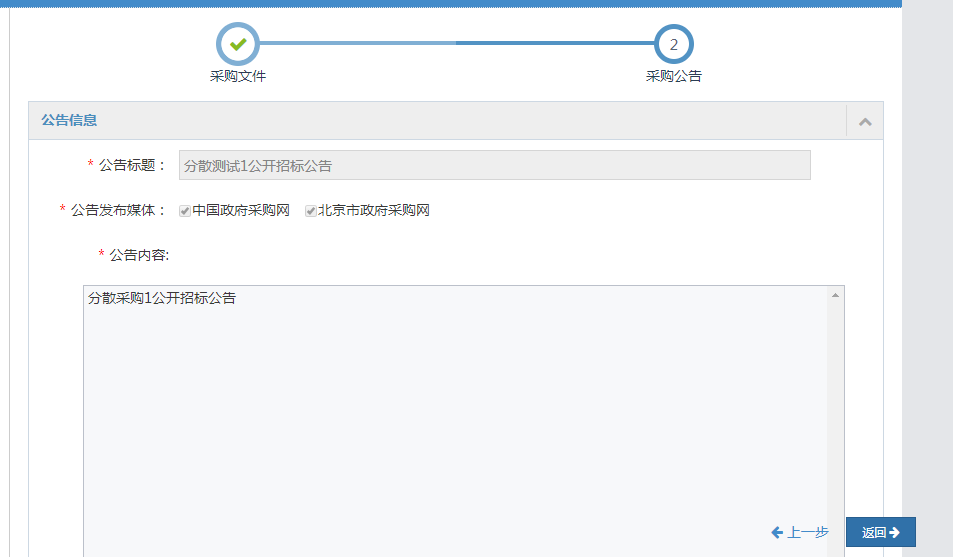 2
采购文件
采购公告
公告信息
* 公告标题： 分散测试1公开招标公告
* 公告发布媒体： 中国政府采购网 北京市政府采购网
* 公告内容:
分散采购1公开招标公告
上一步 返回